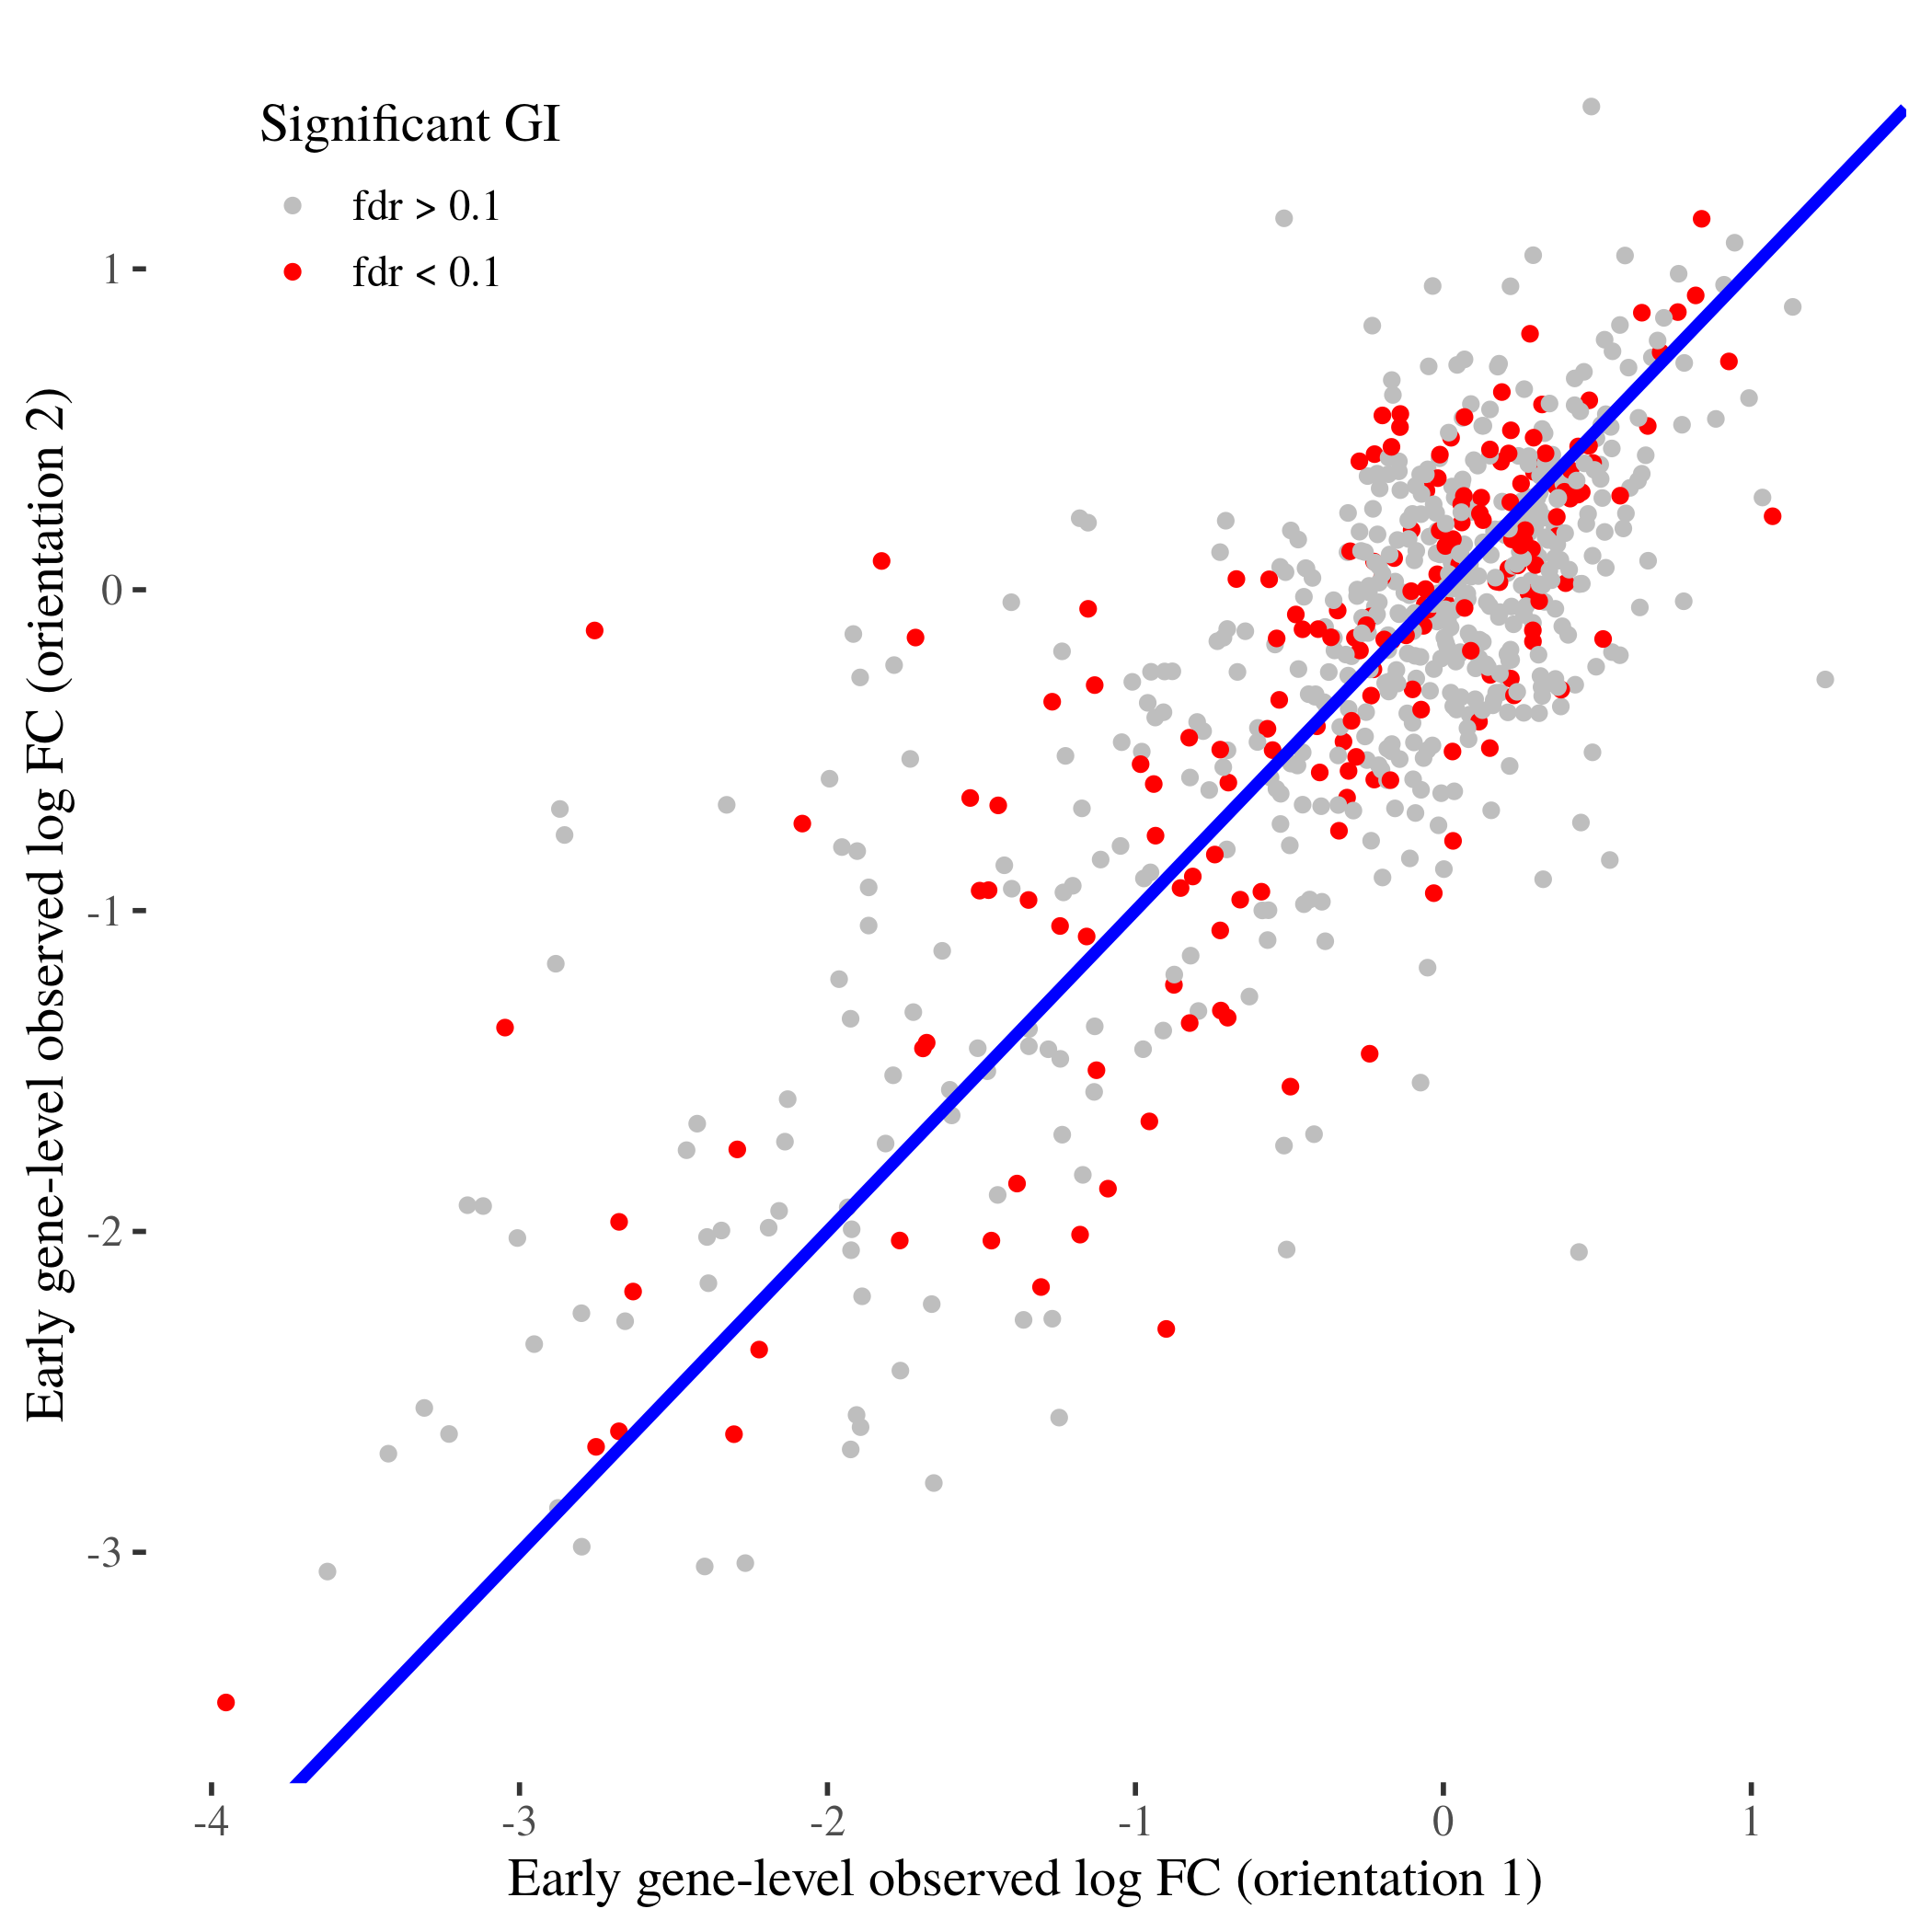 Significant GI
fdr > 0.1
fdr < 0.1
Early gene-level observed log FC (orientation 2)
1
0
-1
-2
-3
-4
-3
-2
-1
0
1
Early gene-level observed log FC (orientation 1)